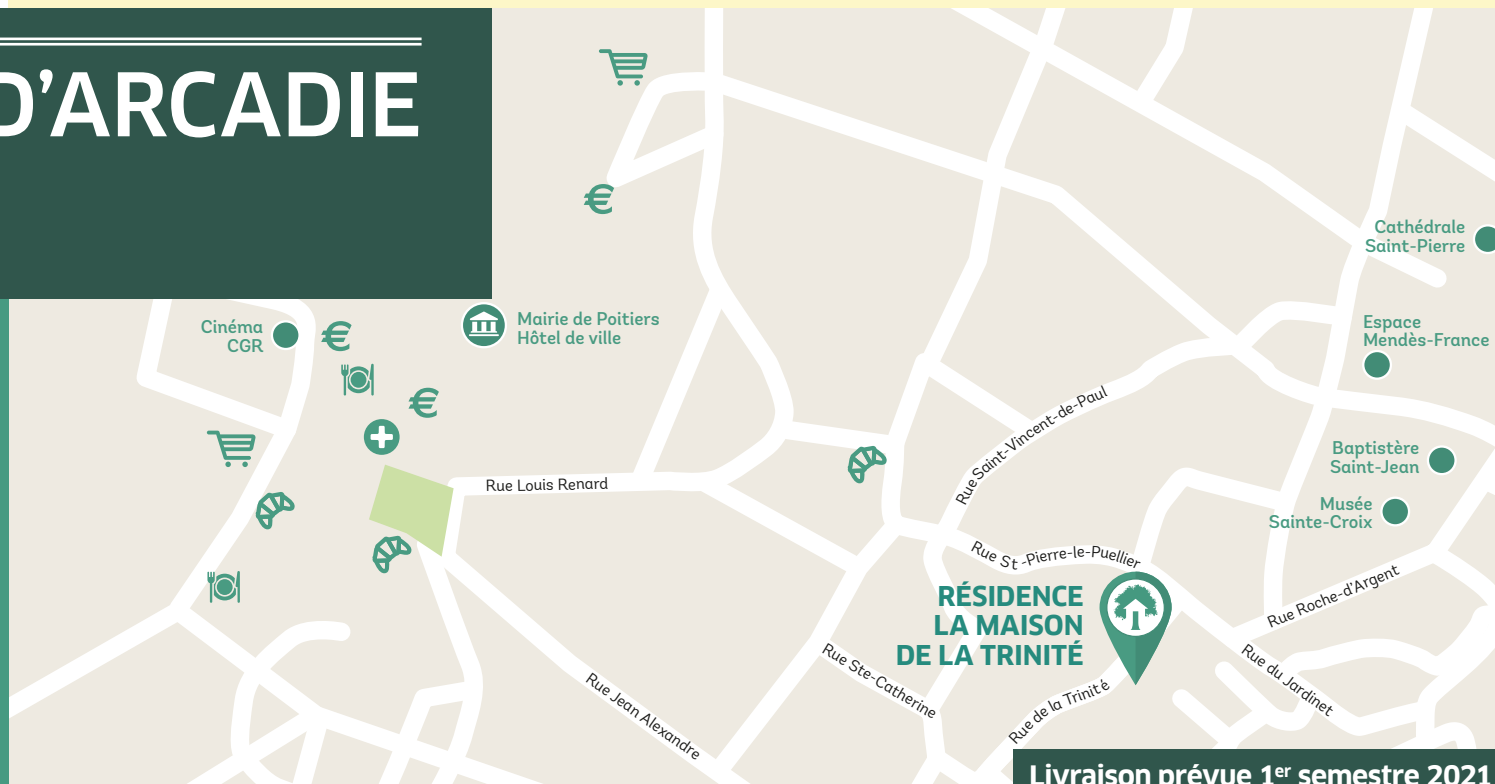 D’ARCADIE
Cathédrale
Saint-Pierre
Cinéma
CGR
Mairie de Poitiers
Hôtel de ville
Espace
Mendès-France
Rue Saint-Vincent-de-Paul
Baptistère
Saint-Jean
Rue Louis Renard
Musée
Sainte-Croix
Rue St-Pierre-le-Puellier
Rue Roche-d’Argent
RÉSIDENCE
LA MAISON
DE LA TRINITÉ
Rue Ste-Catherine
Rue du Jardinet
Rue Jean Alexandre
Rue de la Trinité
Livraison prévue 1er semestre 2021